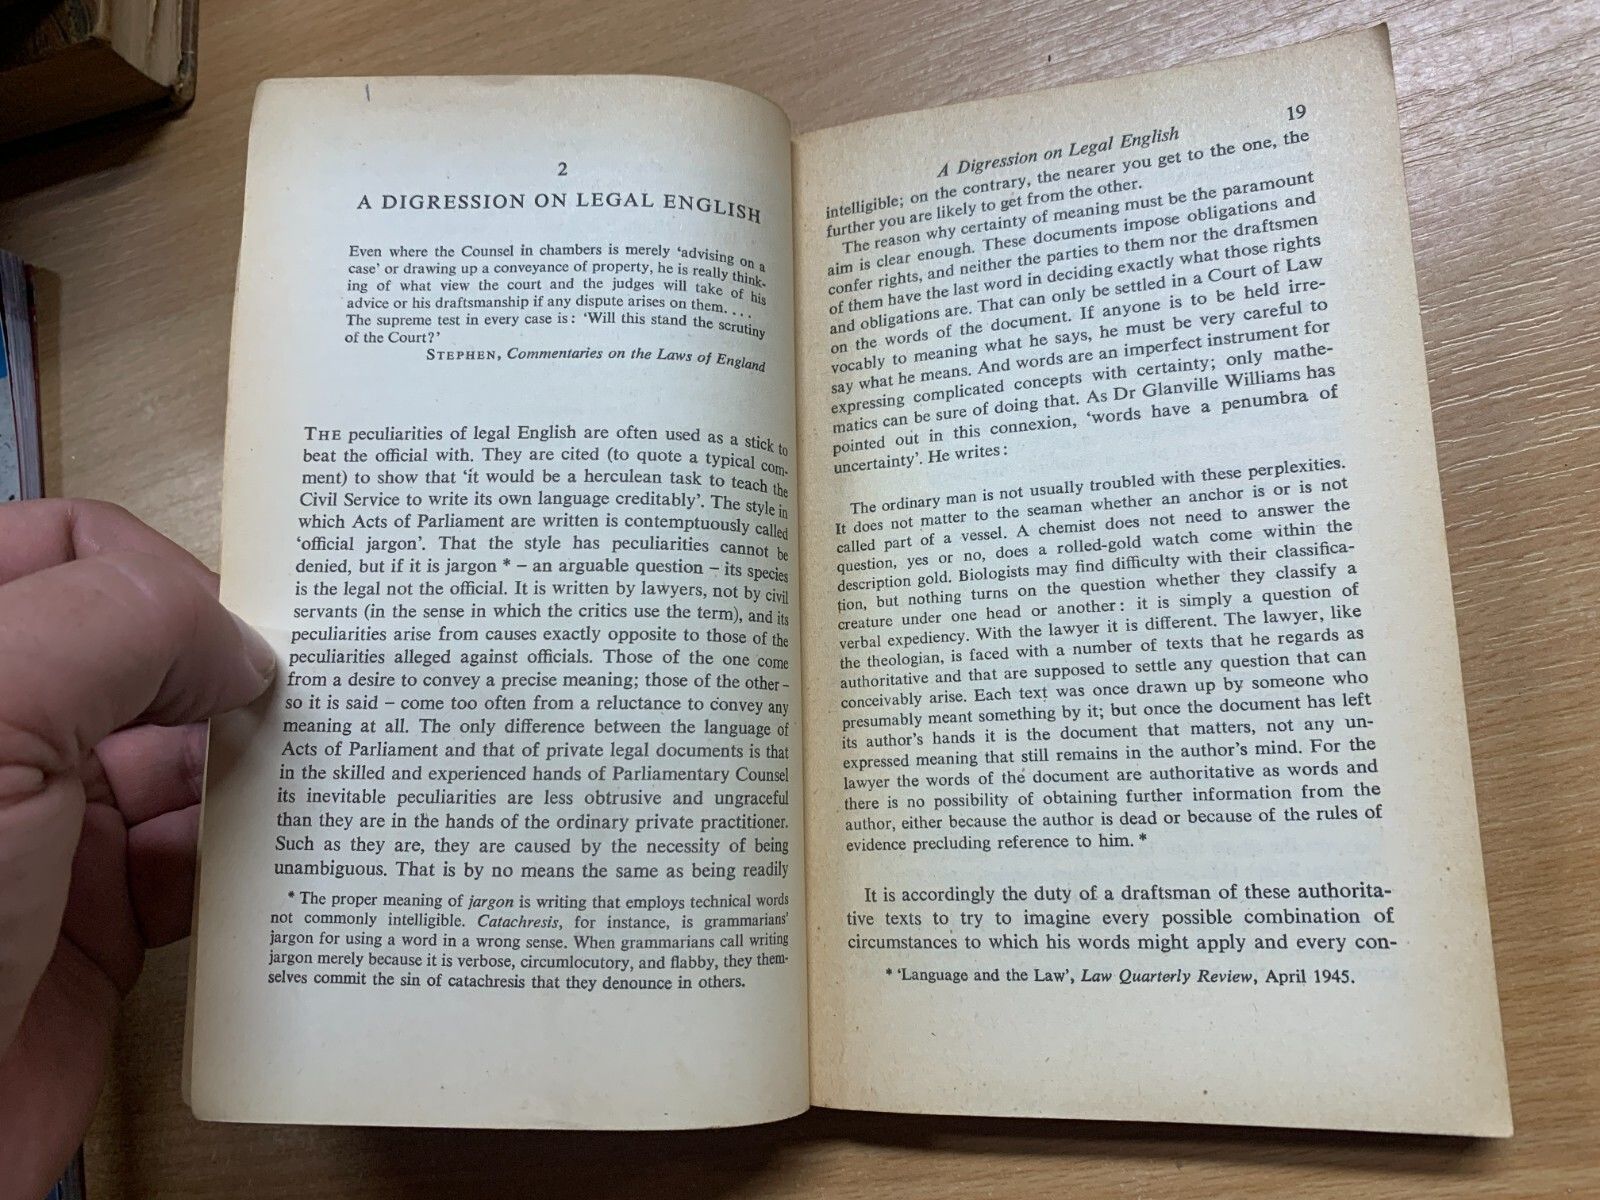 2
A DIGRESSION ON LEGAL ENGLISH
Even where the Counsel in chambers is merely ‘advising on a
case’ or drawing up a conveyance of property, he is really think-
ing of what view the court and the judges will take of his
advice or his draftsmanship if any dispute arises on them. . . .
The supreme test in every case is: ‘Will this stand the scrutiny
of the Court?’
STEPHEN, Commentaries on the Laws of England
THE peculiarities of legal English are often used as a stick to
beat the official with. They are cited (to quote a typical com-
ment) to show that ‘it would be a herculean task to teach the
Civil Service to write its own language creditably’. The style in
which Acts of Parliament are written is contemptuously called
‘official jargon’. That the style has peculiarities cannot be
denied, but if it is jargon * – an arguable question – its species
is the legal not the official. It is written by lawyers, not by civil
servants (in the sense in which the critics use the term), and its
peculiarities arise from causes exactly opposite to those of the
peculiarities alleged against officials. Those of the one come
from a desire to convey a precise meaning; those of the other –
so it is said – come too often from a reluctance to convey any
meaning at all. The only difference between the language of
Acts of Parliament and that of private legal documents is that
in the skilled and experienced hands of Parliamentary Counsel
its inevitable peculiarities are less obtrusive and ungraceful
than they are in the hands of the ordinary private practitioner.
Such as they are, they are caused by the necessity of being
unambiguous. That is by no means the same as being readily
* The proper meaning of jargon is writing that employs technical words
not commonly intelligible. Catachresis, for instance, is grammarians’
jargon for using a word in a wrong sense. When grammarians call writing
jargon merely because it is verbose, circumlocutory, and flabby, they them-
selves commit the sin of catachresis that they denounce in others.
A Digression on Legal English 19
intelligible; on the contrary, the nearer you get to the one, the
further you are likely to get from the other.
The reason why certainty of meaning must be the paramount
aim is clear enough. These documents impose obligations and
confer rights, and neither the parties to them nor the draftsmen
of them have the last word in deciding exactly what those rights
and obligations are. That can only be settled in a Court of Law
on the words of the document. If anyone is to be held irre-
vocably to meaning what he says, he must be very careful to
say what he means. And words are an imperfect instrument for
expressing complicated concepts with certainty; only mathe-
matics can be sure of doing that. As Dr Glanville Williams has
pointed out in this connexion, ‘words have a penumbra of
uncertainty’. He writes:
The ordinary man is not usually troubled with these perplexities.
It does not matter to the seaman whether an anchor is or is not
called part of a vessel. A chemist does not need to answer the
question, yes or no, does a rolled-gold watch come within the
description gold. Biologists may find difficulty with their classifica-
tion, but nothing turns on the question whether they classify a
creature under one head or another: it is simply a question of
verbal expediency. With the lawyer it is different. The lawyer, like
the theologian, is faced with a number of texts that he regards as
authoritative and that are supposed to settle any question that can
conceivably arise. Each text was once drawn up by someone who
presumably meant something by it; but once the document has left
its author’s hands it is the document that matters, not any un-
expressed meaning that still remains in the author’s mind. For the
lawyer the words of the document are authoritative as words and
there is no possibility of obtaining further information from the
author, either because the author is dead or because of the rules of
evidence precluding reference to him. *
It is accordingly the duty of a draftsman of these authorita-
tive texts to try to imagine every possible combination of
circumstances to which his words might apply and every con-
* ‘Language and the Law’, Law Quarterly Review, April 1945.